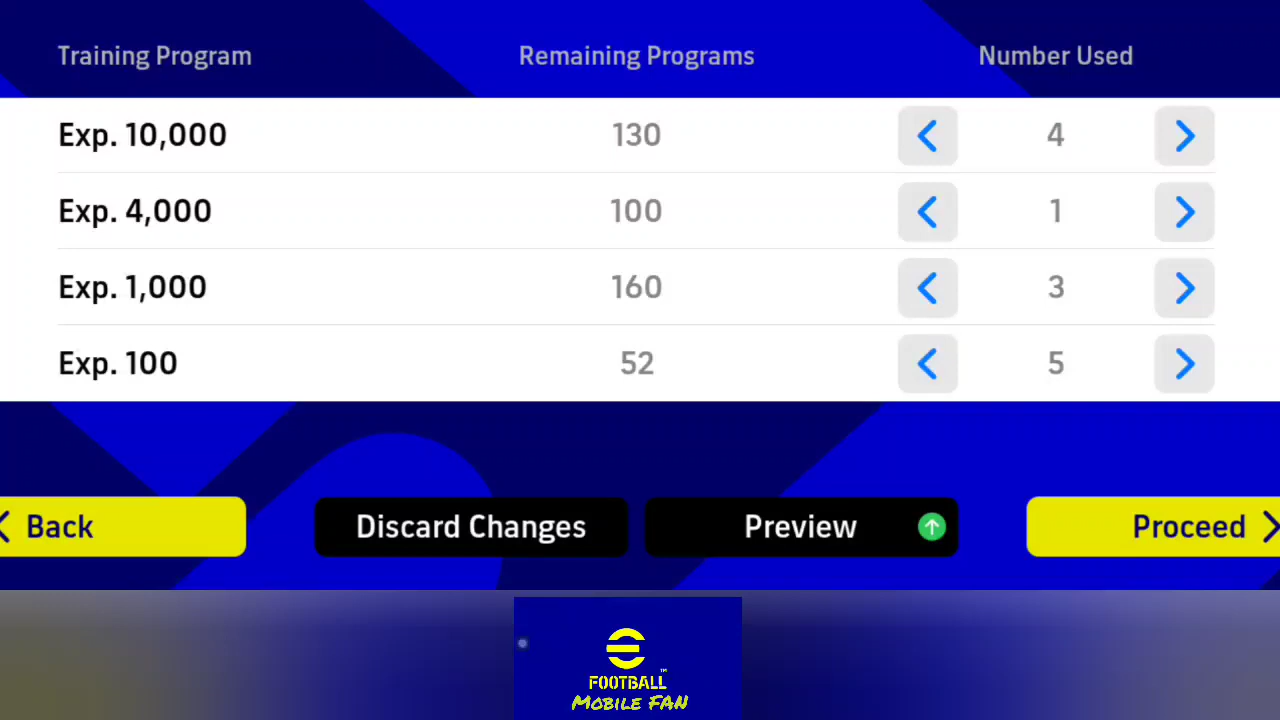 Training Program Remaining Programs Number Used
Exp. 10,000 130 4
Exp. 4,000 100 1
Exp. 1,000 160 3
Exp. 100 52 5
Back Discard Changes Preview Proceed
FOOTBALL™
MOBILE FAN